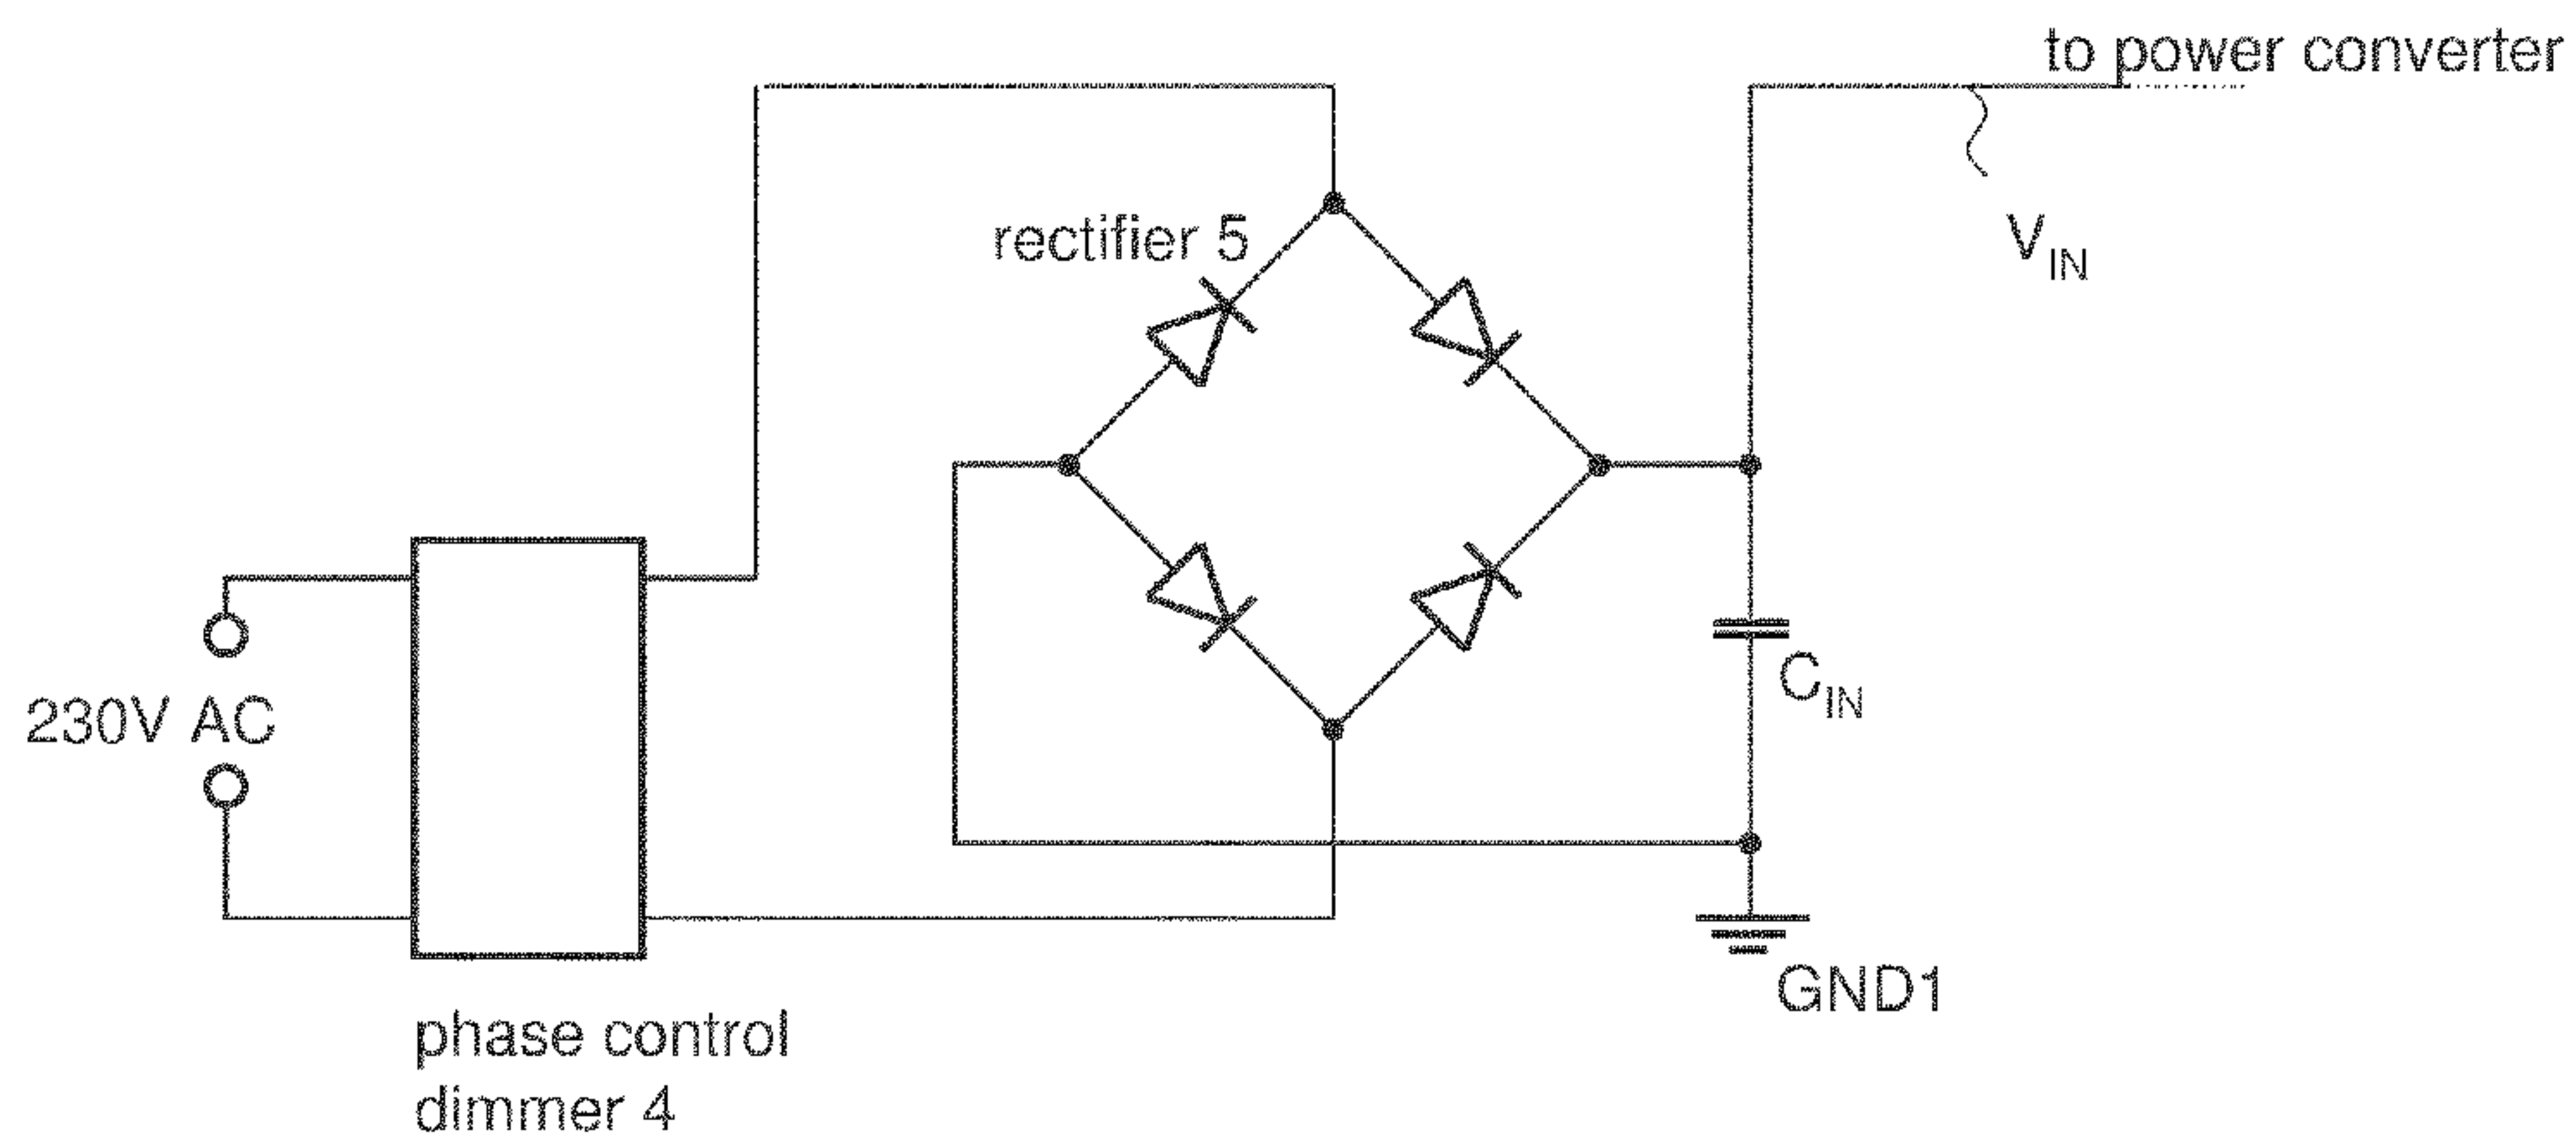 to power converter
rectifier 5
V_IN
230V AC
C_IN
GND1
phase control
dimmer 4